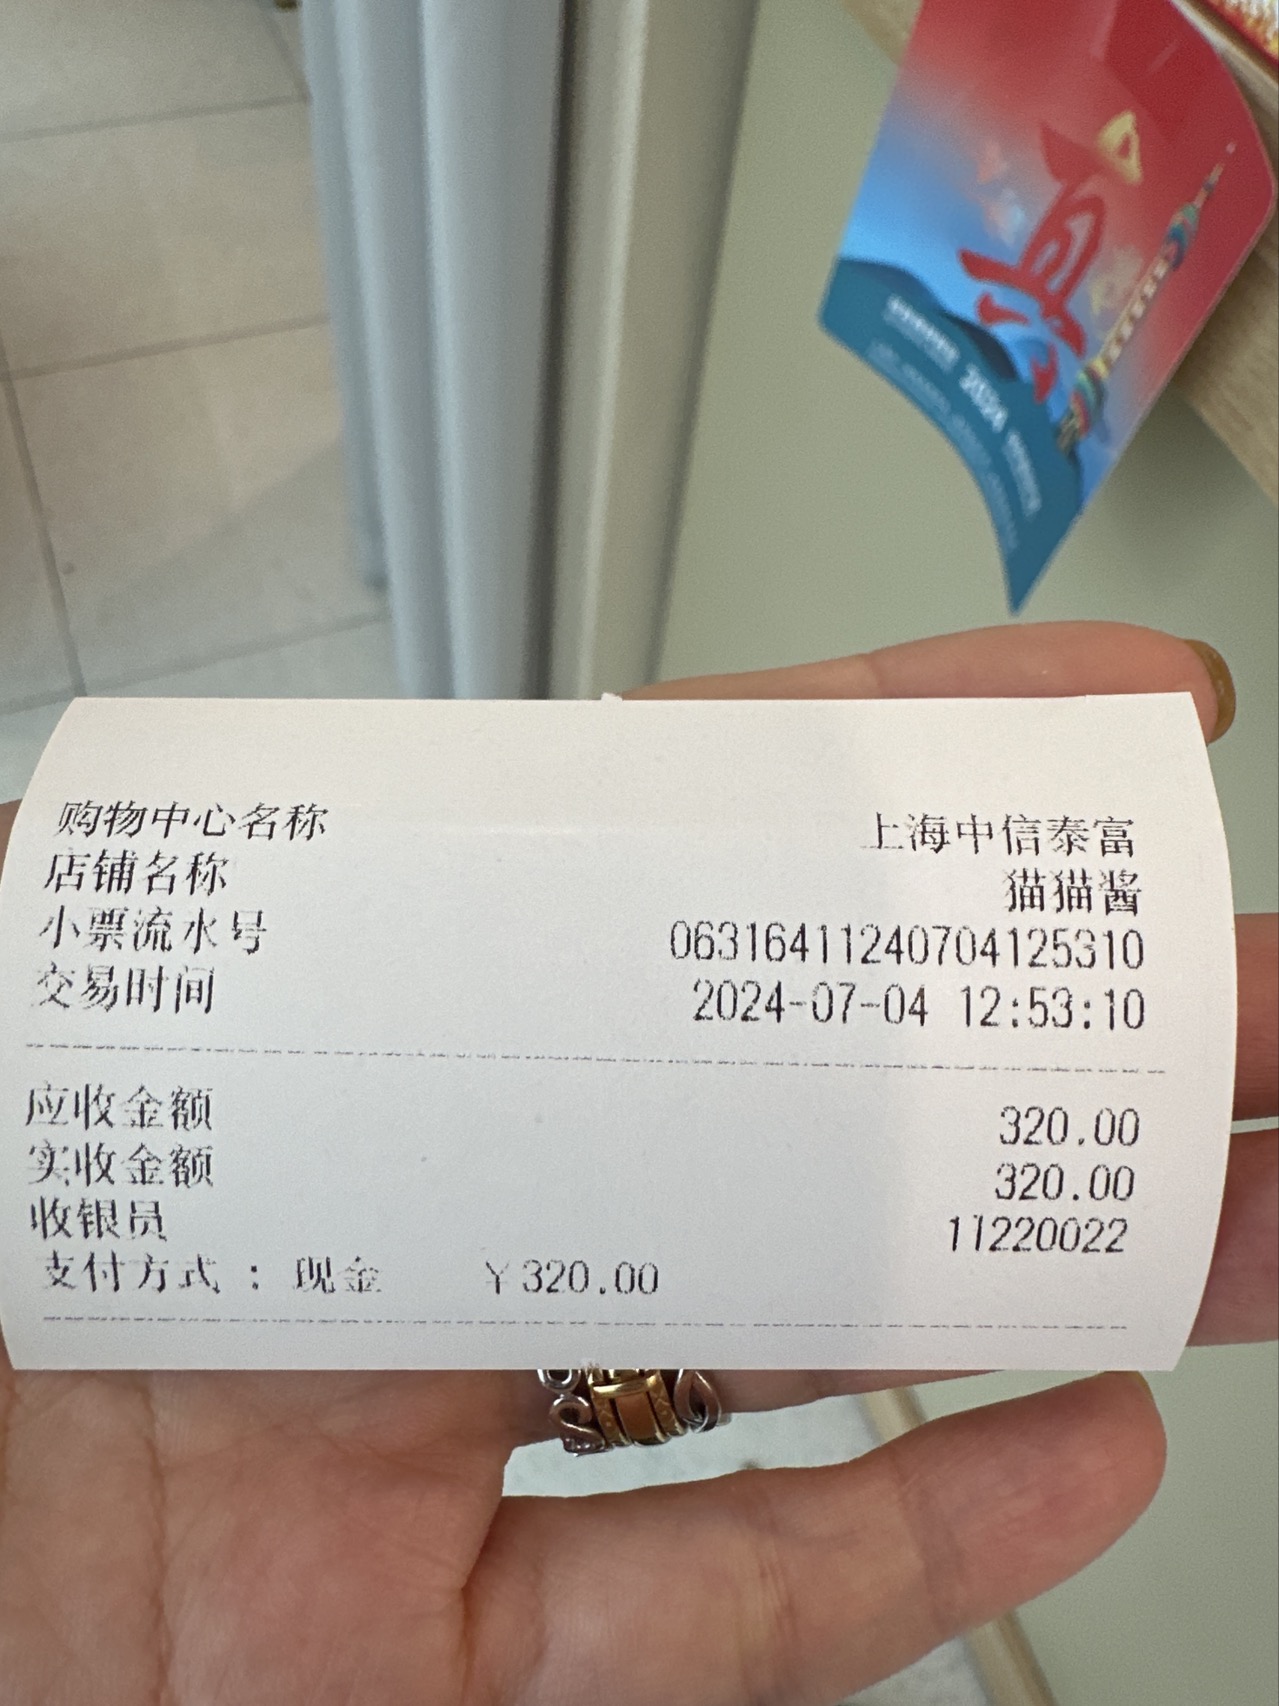 真
2024
购物中心名称 上海中信泰富
店铺名称 猫猫酱
小票流水号 06316411240704125310
交易时间 2024-07-04 12:53:10
应收金额 320.00
实收金额 320.00
收银员 11220022
支付方式 : 现金 ￥320.00